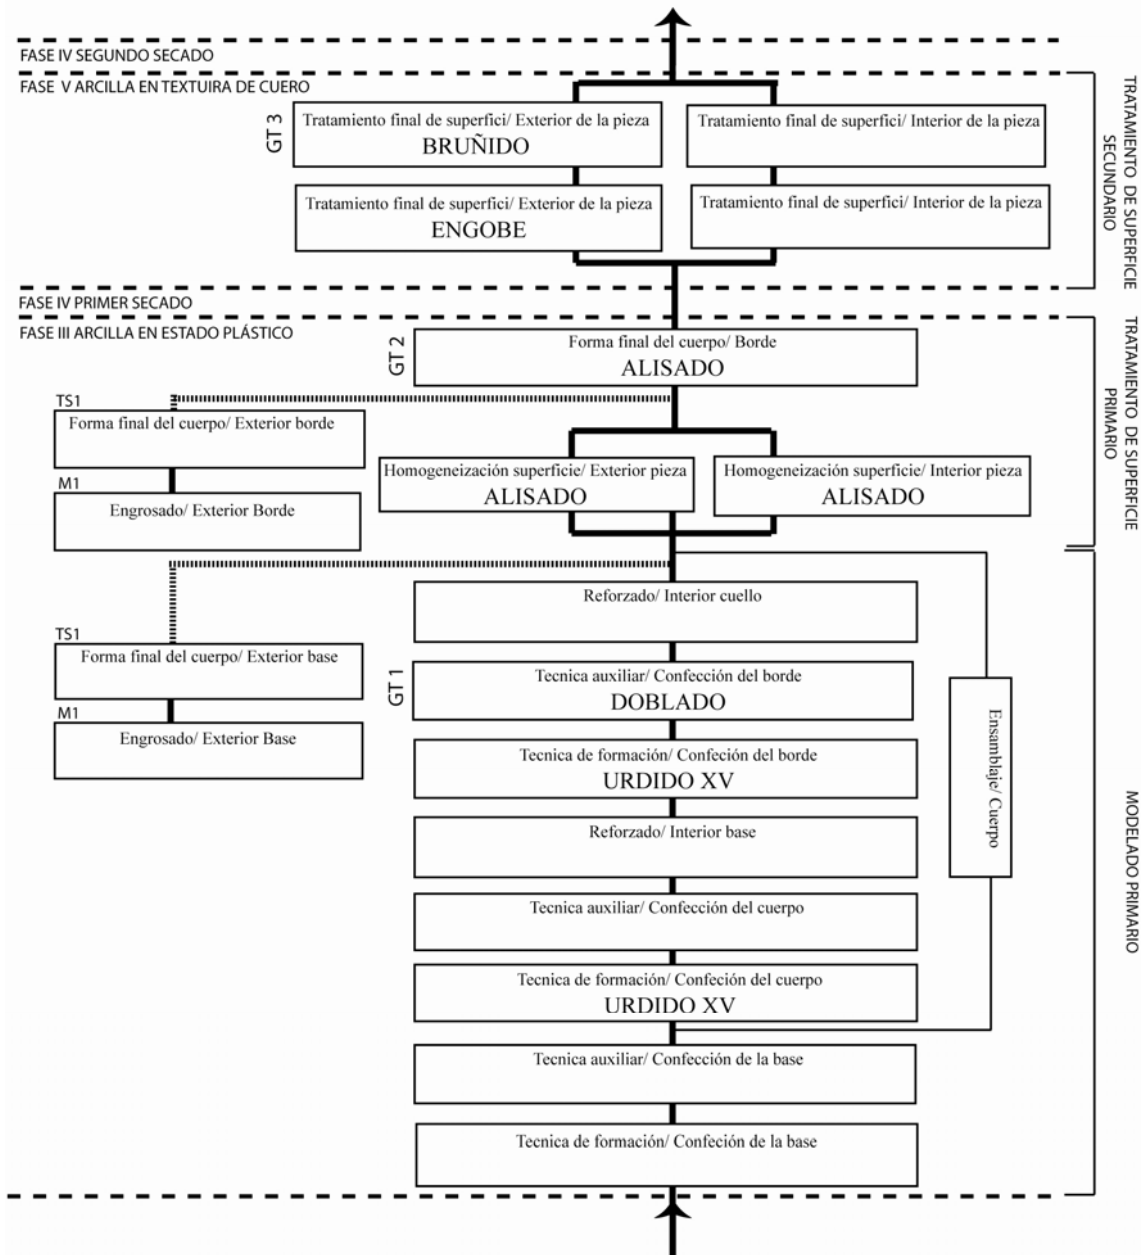 FASE IV SEGUNDO SECADO
FASE V ARCILLA EN TEXTUIRA DE CUERO
GT 3
Tratamiento final de superfici/ Exterior de la pieza
BRUÑIDO
Tratamiento final de superfici/ Interior de la pieza
Tratamiento final de superfici/ Exterior de la pieza
ENGOBE
Tratamiento final de superfici/ Interior de la pieza
TRATAMIENTO DE SUPERFICIE
SECUNDARIO
FASE IV PRIMER SECADO
FASE III ARCILLA EN ESTADO PLÁSTICO
GT 2
Forma final del cuerpo/ Borde
ALISADO
TS1
Forma final del cuerpo/ Exterior borde
M1
Engrosado/ Exterior Borde
Homogeneización superficie/ Exterior pieza
ALISADO
Homogeneización superficie/ Interior pieza
ALISADO
TRATAMIENTO DE SUPERFICIE
PRIMARIO
TS1
Forma final del cuerpo/ Exterior base
M1
Engrosado/ Exterior Base
Reforzado/ Interior cuello
GT 1
Tecnica auxiliar/ Confección del borde
DOBLADO
Tecnica de formación/ Confeción del borde
URDIDO XV
Reforzado/ Interior base
Tecnica auxiliar/ Confección del cuerpo
Tecnica de formación/ Confeción del cuerpo
URDIDO XV
Tecnica auxiliar/ Confección de la base
Tecnica de formación/ Confeción de la base
Ensamblaje/ Cuerpo
MODELADO PRIMARIO